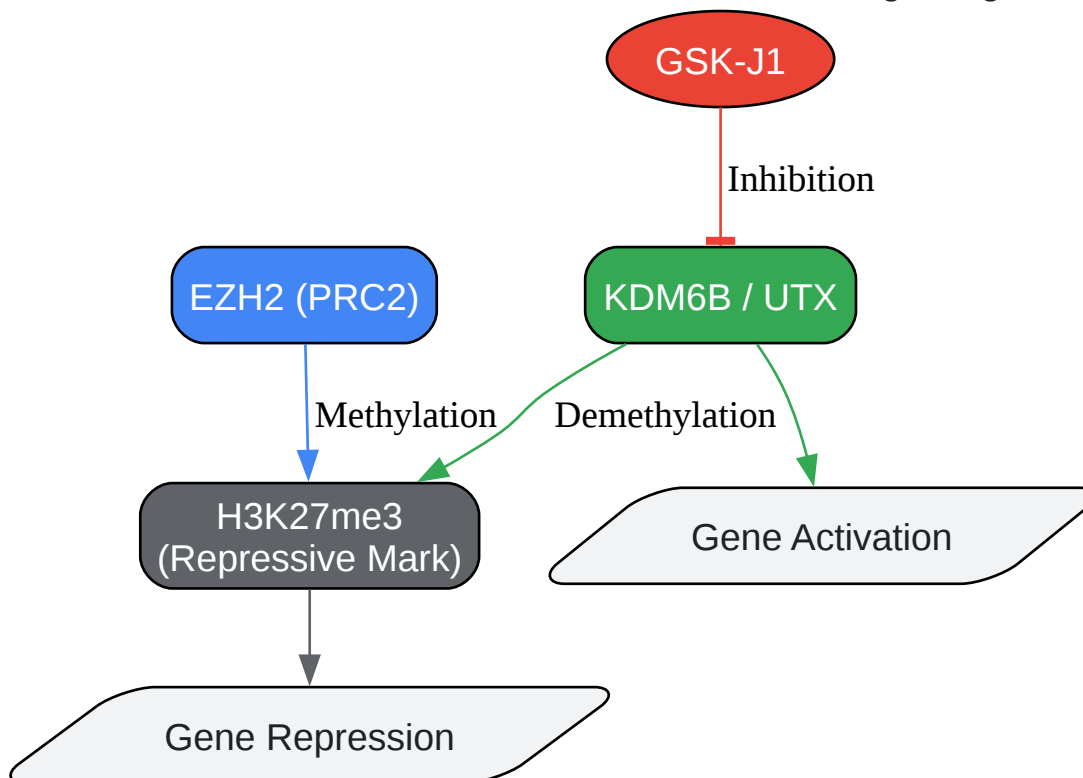 GSK-J1
Inhibition
EZH2 (PRC2)
KDM6B / UTX
Methylation
Demethylation
H3K27me3
(Repressive Mark)
Gene Activation
Gene Repression